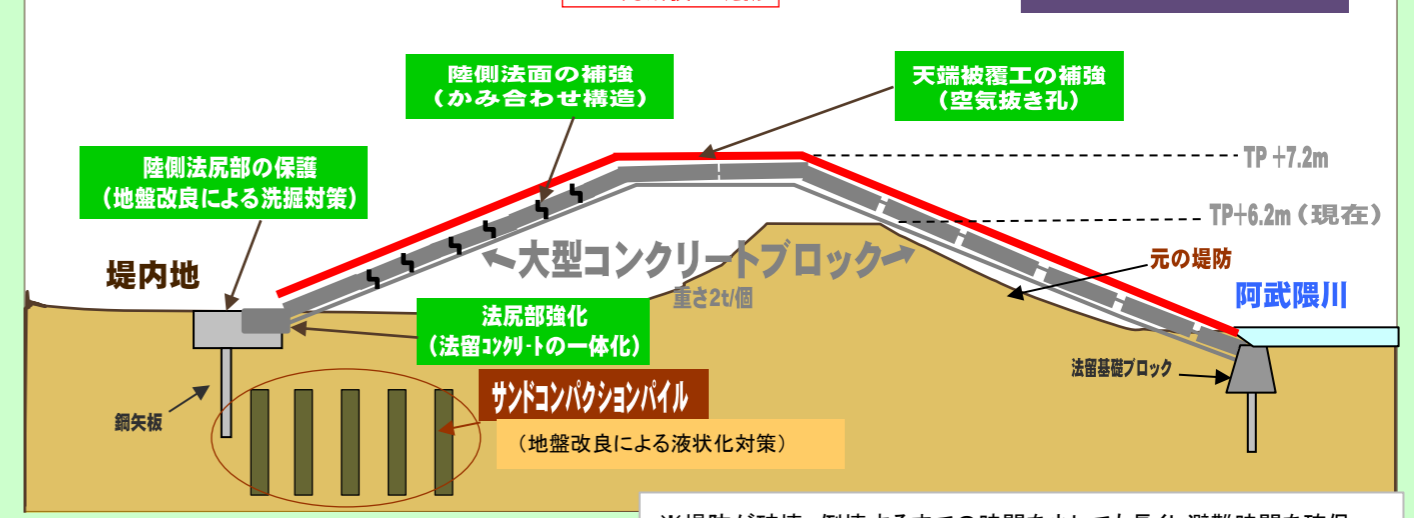 陸側法面の補強
（かみ合わせ構造）
天端被覆工の補強
（空気抜き孔）
陸側法尻部の保護
（地盤改良による洗掘対策）
TP +7.2m
TP+6.2m（現在）
大型コンクリートブロック
重さ2t/個
元の堤防
堤内地
阿武隈川
法尻部強化
（法留コンクリートの一体化）
法留基礎ブロック
サンドコンパクションパイル
鋼矢板
（地盤改良による液状化対策）